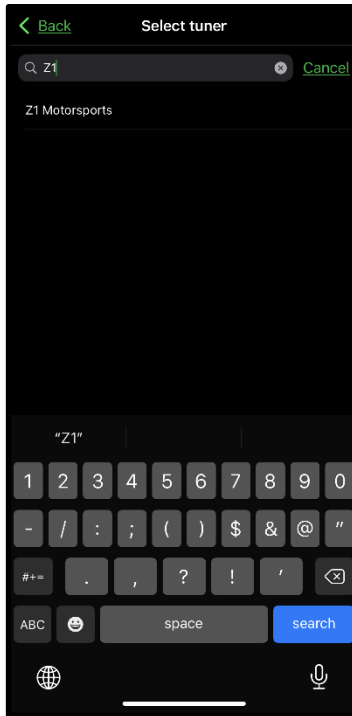 Back Select tuner
Z1 Cancel
Z1 Motorsports
“Z1”
1 2 3 4 5 6 7 8 9 0
- / : ; ( ) $ & @ "
#+= . , ? ! '
ABC space search